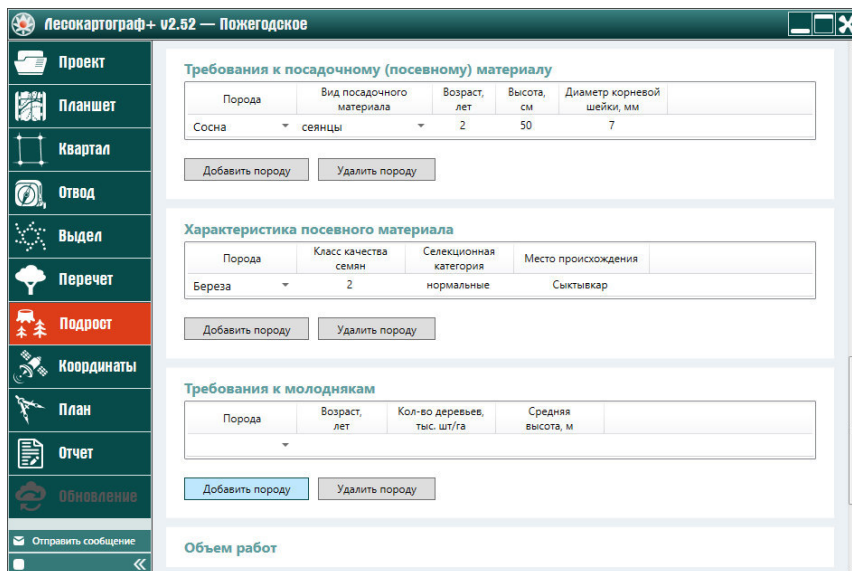 Лесокартограф+ v2.52 — Пожегодское
Проект
Планшет
Квартал
Отвод
Выдел
Перечет
Подрост
Координаты
План
Отчет
Обновление
Отправить сообщение
Требования к посадочному (посевному) материалу
Порода
Вид посадочного
материала
Возраст,
лет
Высота,
см
Диаметр корневой
шейки, мм
Сосна
сеянцы
2
50
7
Добавить породу
Удалить породу
Характеристика посевного материала
Порода
Класс качества
семян
Селекционная
категория
Место происхождения
Береза
2
нормальные
Сыктывкар
Добавить породу
Удалить породу
Требования к молоднякам
Порода
Возраст,
лет
Кол-во деревьев,
тыс. шт/га
Средняя
высота, м
Добавить породу
Удалить породу
Объем работ